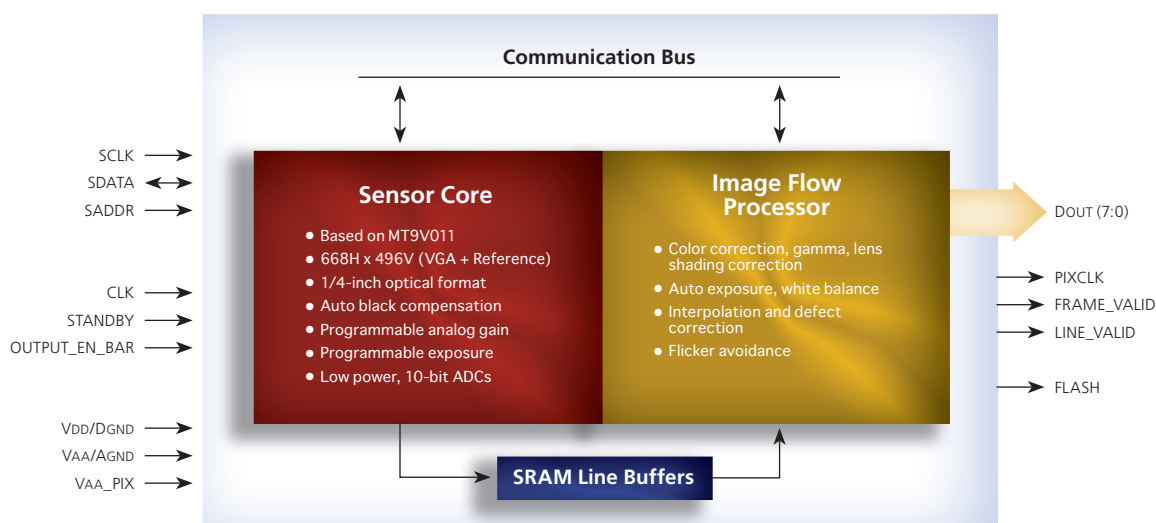 Communication Bus
SCLK
SDATA
SADDR
CLK
STANDBY
OUTPUT_EN_BAR
VDD/DGND
VAA/AGND
VAA_PIX
Sensor Core
• Based on MT9V011
• 668H x 496V (VGA + Reference)
• 1/4-inch optical format
• Auto black compensation
• Programmable analog gain
• Programmable exposure
• Low power, 10-bit ADCs
Image Flow
Processor
• Color correction, gamma, lens
shading correction
• Auto exposure, white balance
• Interpolation and defect
correction
• Flicker avoidance
SRAM Line Buffers
DOUT (7:0)
PIXCLK
FRAME_VALID
LINE_VALID
FLASH